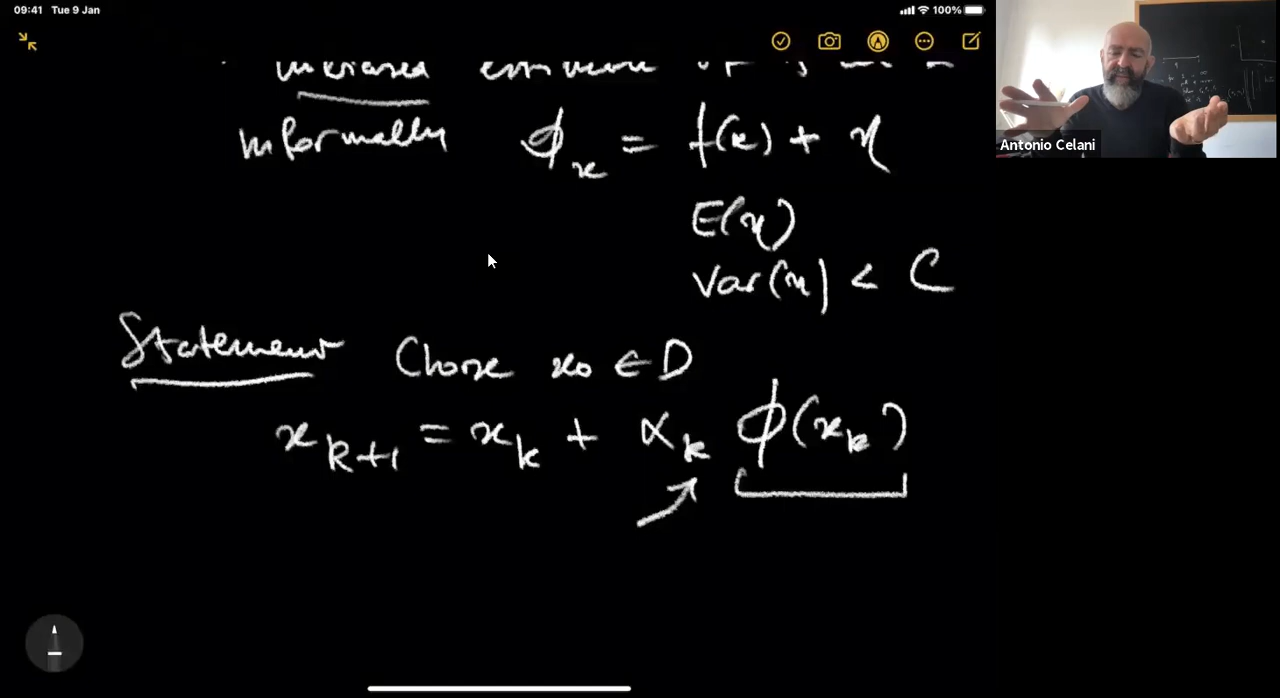 09:41 Tue 9 Jan 100%
Antonio Celani
informally ϕ_x = f(x) + η
E(η)
Var(η) < C
Statement Chose x₀ ∈ D
x_{k+1} = x_k + α_k ϕ(x_k)